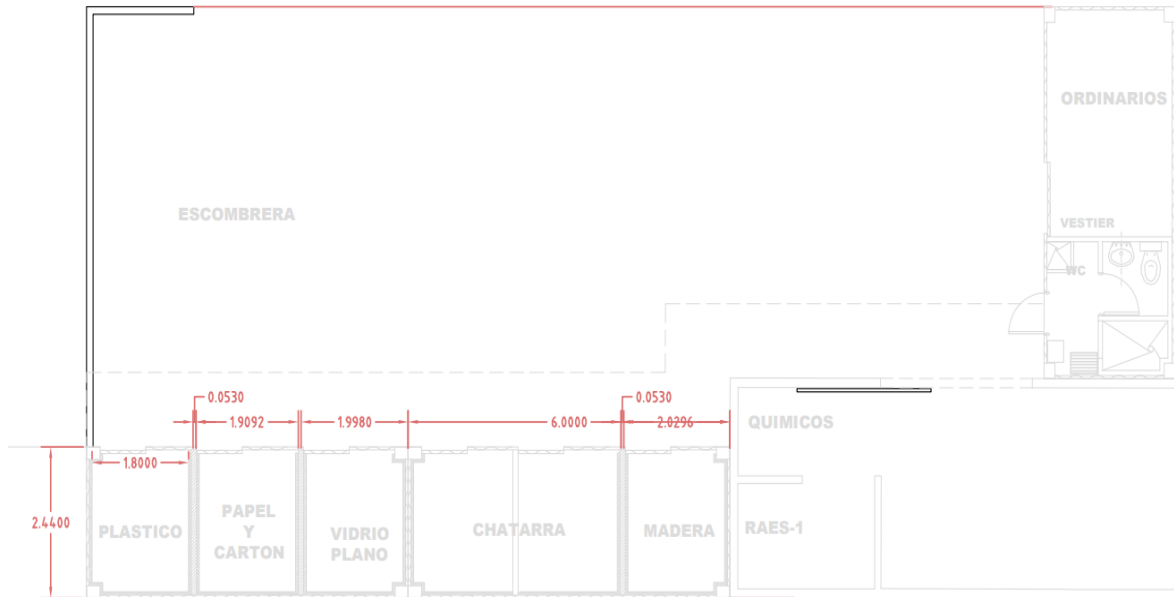 ORDINARIOS
ESCOMBRERA
VESTIER
WC
0.0530
0.0530
1.9092
1.9980
6.0000
2.0296
QUIMICOS
1.8000
2.4400
PLASTICO
PAPEL
Y
CARTON
VIDRIO
PLANO
CHATARRA
MADERA
RAES-1